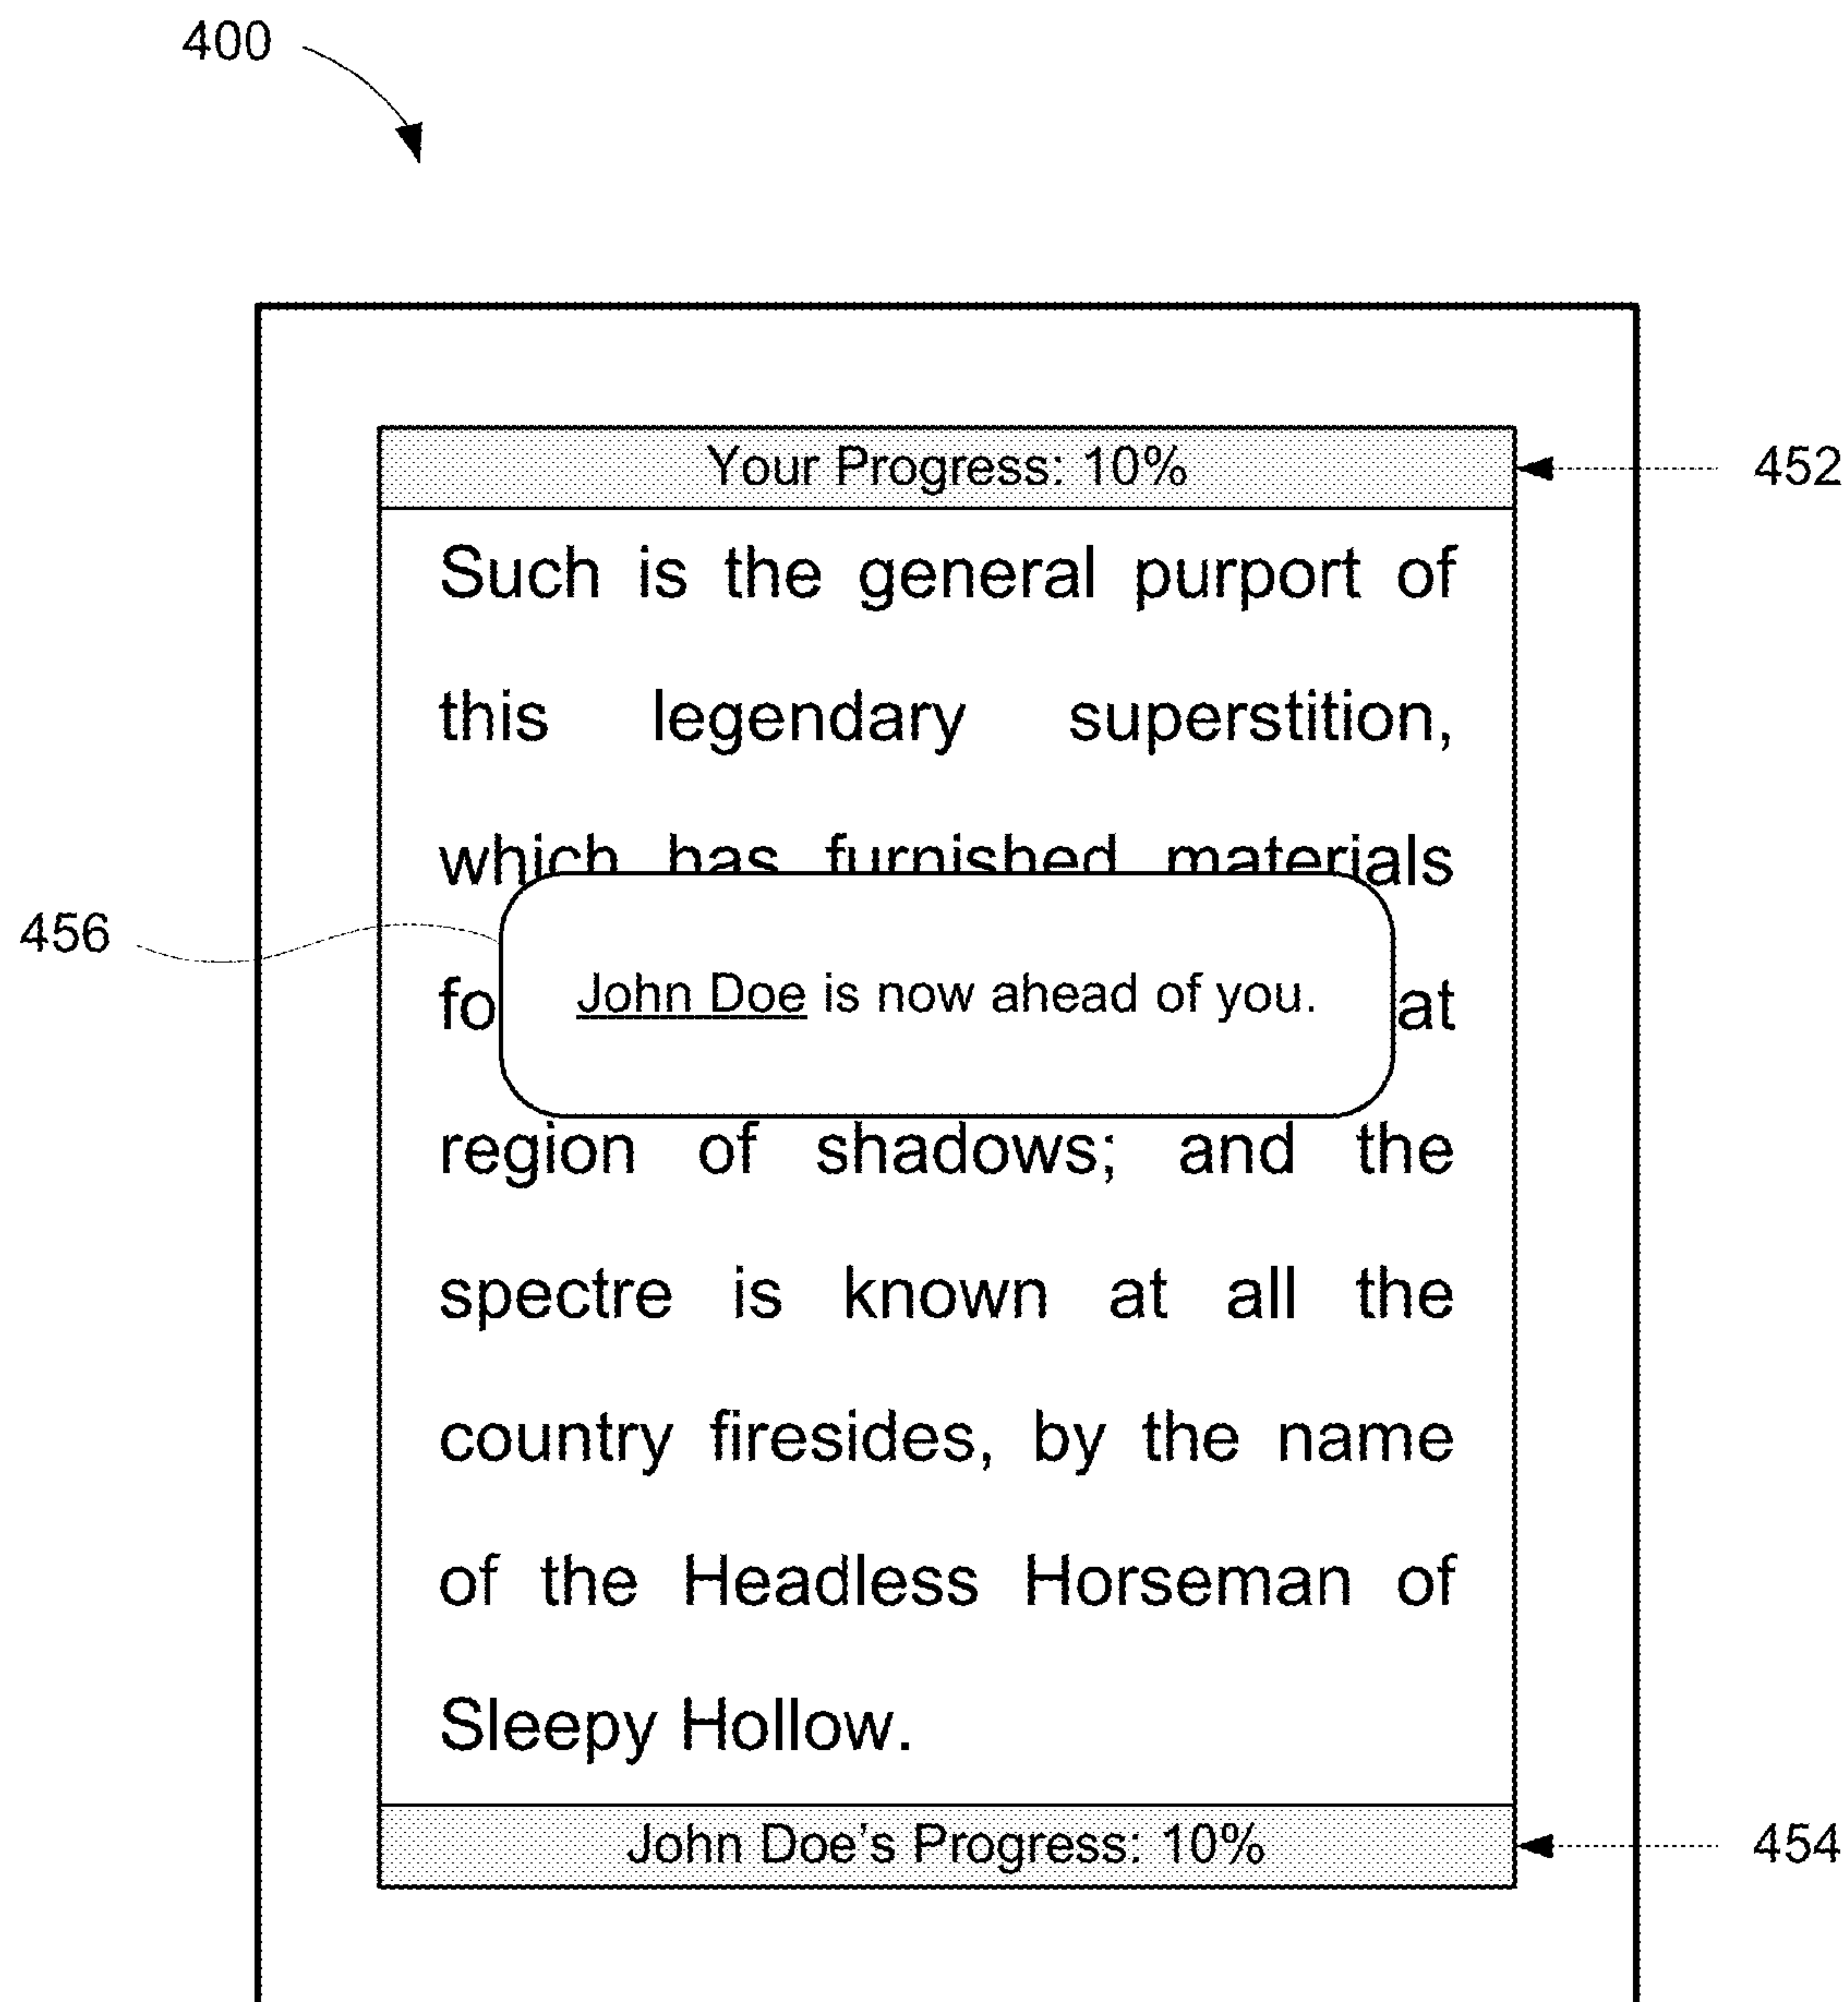 400
Your Progress: 10%
452
Such is the general purport of
this legendary superstition,
which has furnished materials
456
fo
John Doe is now ahead of you.
at
region of shadows; and the
spectre is known at all the
country firesides, by the name
of the Headless Horseman of
Sleepy Hollow.
John Doe’s Progress: 10%
454